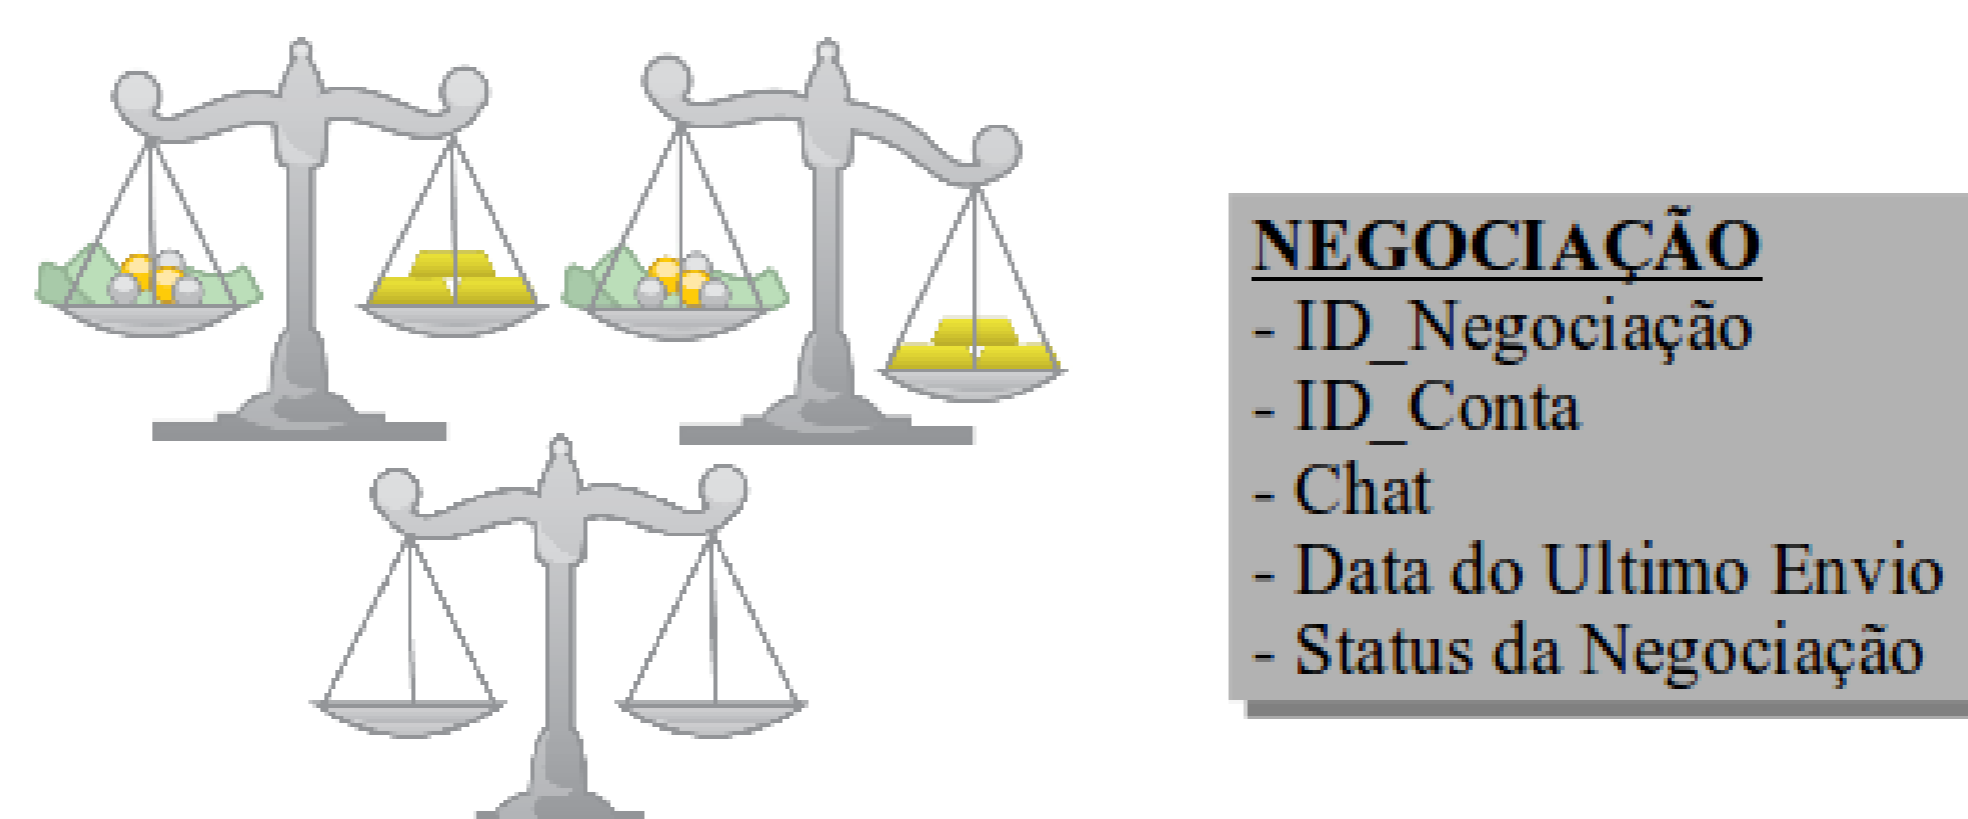 NEGOCIAÇÃO
- ID_Negociação
- ID_Conta
- Chat
- Data do Ultimo Envio
- Status da Negociação